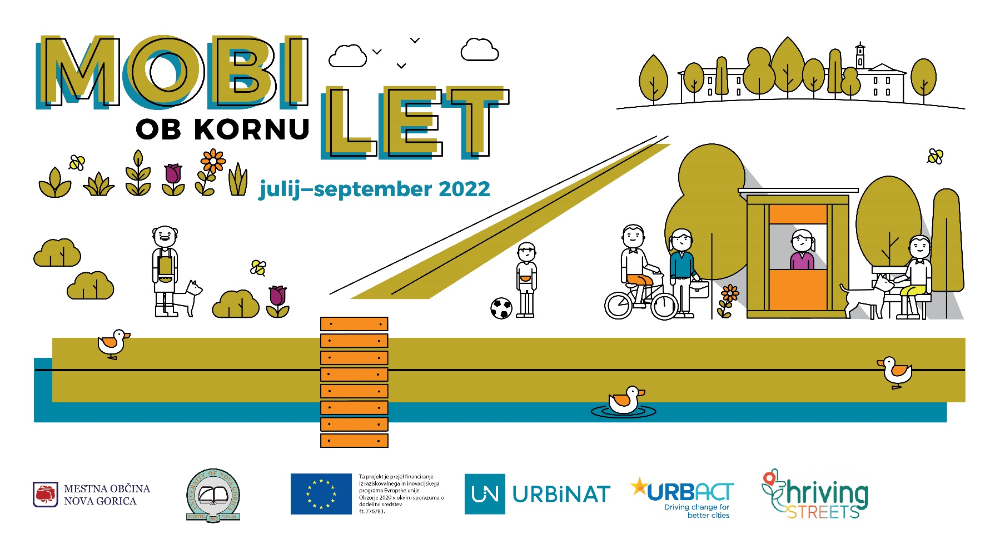 MOBI
LET
OB KORNU
julij–september 2022
MESTNA OBČINA
NOVA GORICA
UNIVERSITY OF NOVA GORICA
SCIENTIA 1995 VINCES
Ta projekt je prejel financiranje
iz raziskovalnega in inovacijskega
programa Evropske unije
Obzorje 2020 v okviru sporazuma o
dodelitvi sredstev
št. 776783.
UN URBiNAT
URBACT
Driving change for
better cities
thriving
STREETS